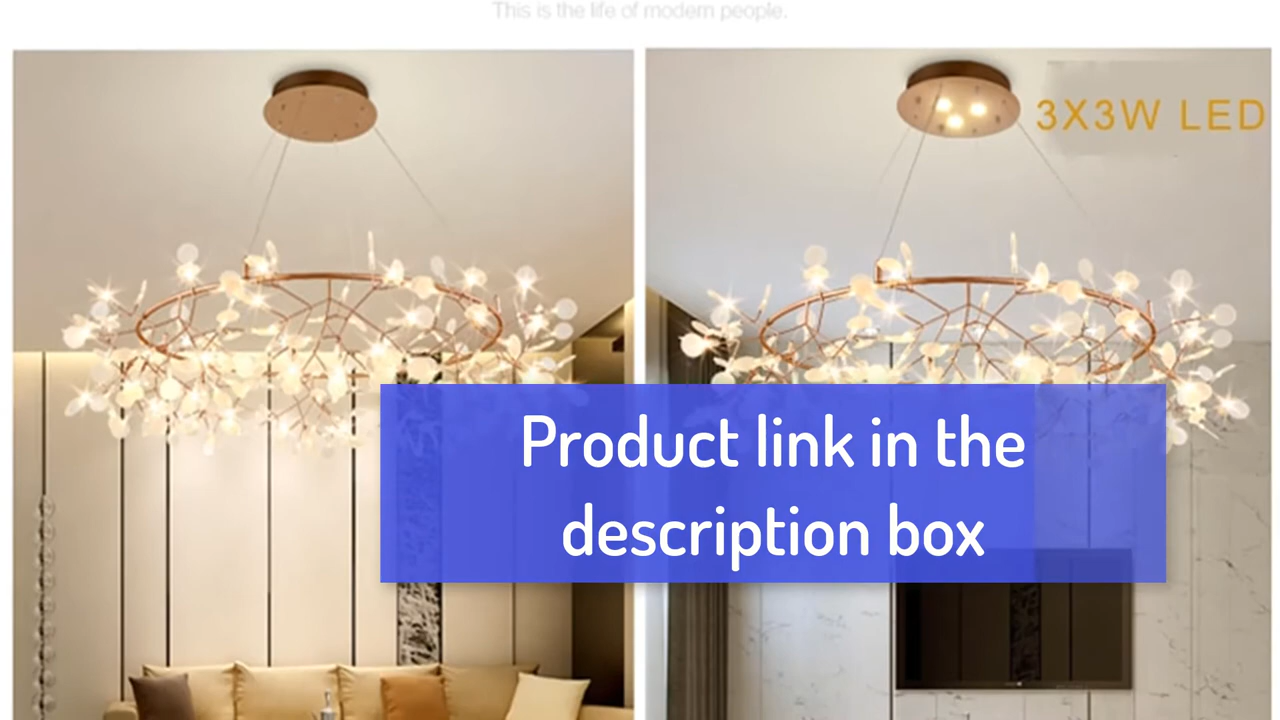 This is the life of modern people.
3X3W LED
Product link in the
description box